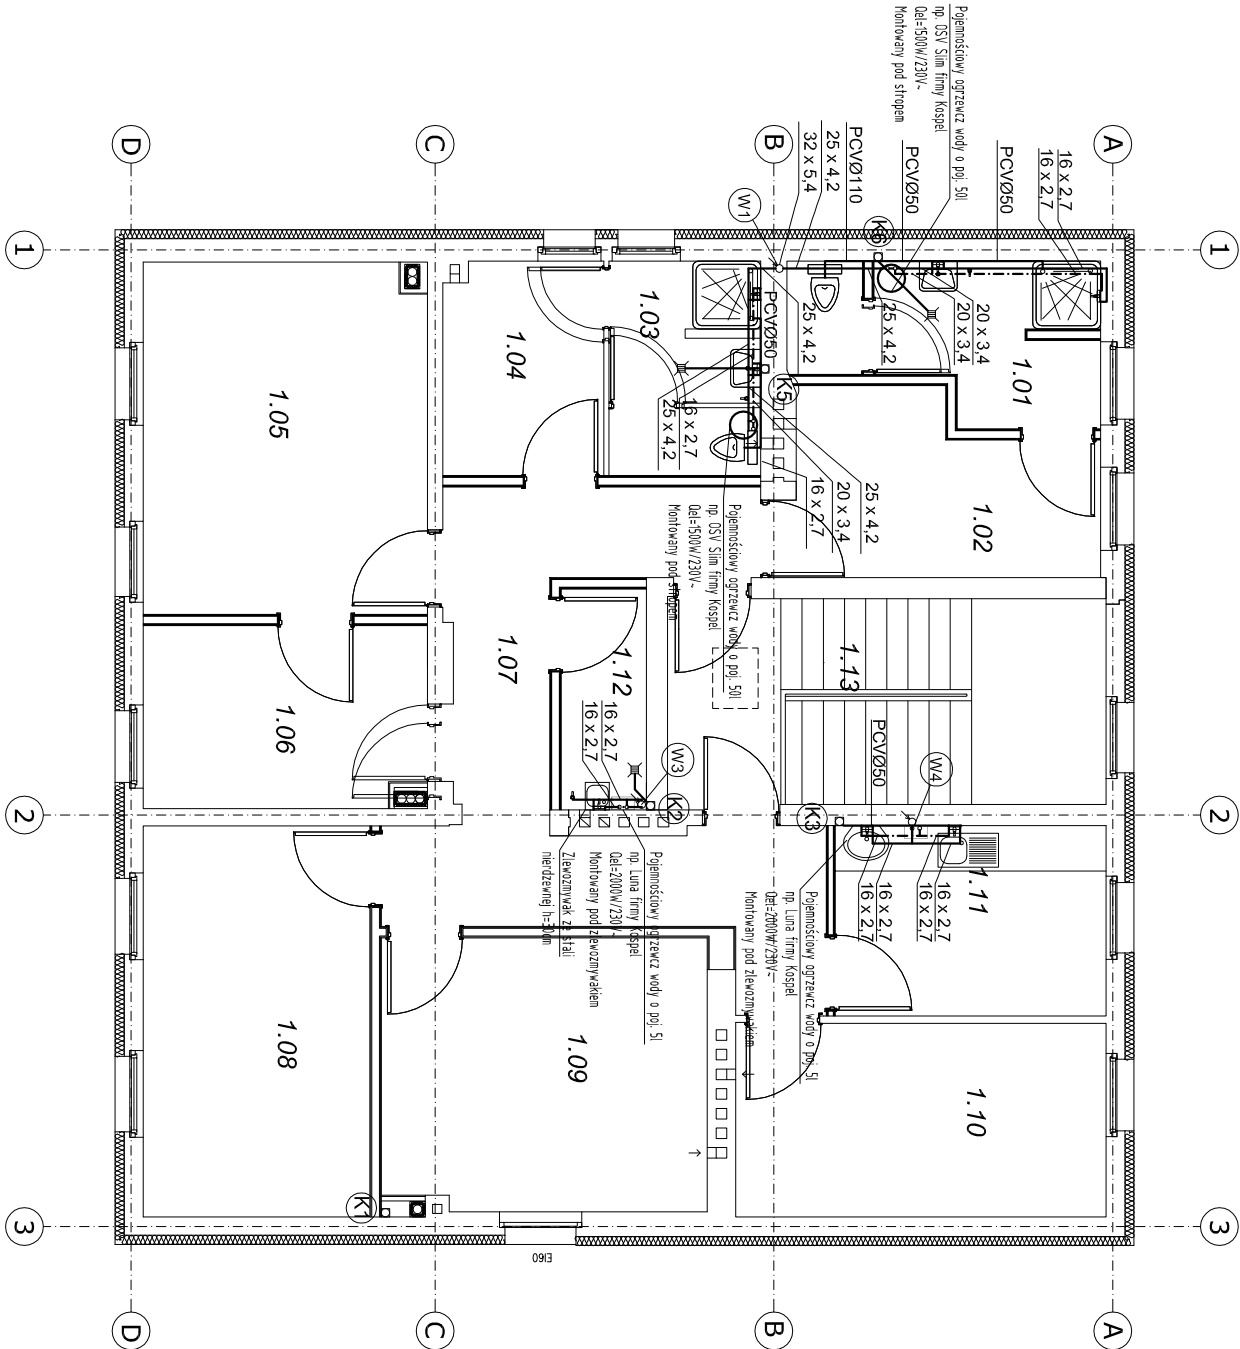 Pojemnościowy ogrzewcz wody o poj. 50l
np. OSV Slim firmy Kospel
Qel=1500W/230V~
Montowany pod stropem
A
B
C
D
1
1
16 x 2,7
16 x 2,7
PCVØ50
PCVØ50
PCVØ110
25 x 4,2
32 x 5,4
W1
K6
20 x 3,4
20 x 3,4
25 x 4,2
25 x 4,2
PCVØ50
K5
1.01
1.02
1.03
1.04
1.05
16 x 2,7
25 x 4,2
25 x 4,2
20 x 3,4
16 x 2,7
Pojemnościowy ogrzewcz wody o poj. 50l
np. OSV Slim firmy Kospel
Qel=1500W/230V~
Montowany pod stropem
1.13
1.12
1.07
1.06
16 x 2,7
16 x 2,7
W3
K2
PCVØ50
W4
K3
2
2
1.11
16 x 2,7
16 x 2,7
16 x 2,7
16 x 2,7
Pojemnościowy ogrzewcz wody o poj. 5l
np. Luna firmy Kospel
Qel=2000W/230V~
Montowany pod zlewozmywakiem
Pojemnościowy ogrzewcz wody o poj. 5l
np. Luna firmy Kospel
Qel=2000W/230V~
Montowany pod zlewozmywakiem
Zlewozmywak ze stali
nierdzewnej h=30cm
1.10
1.09
1.08
K1
EI60
3
3
A
B
C
D